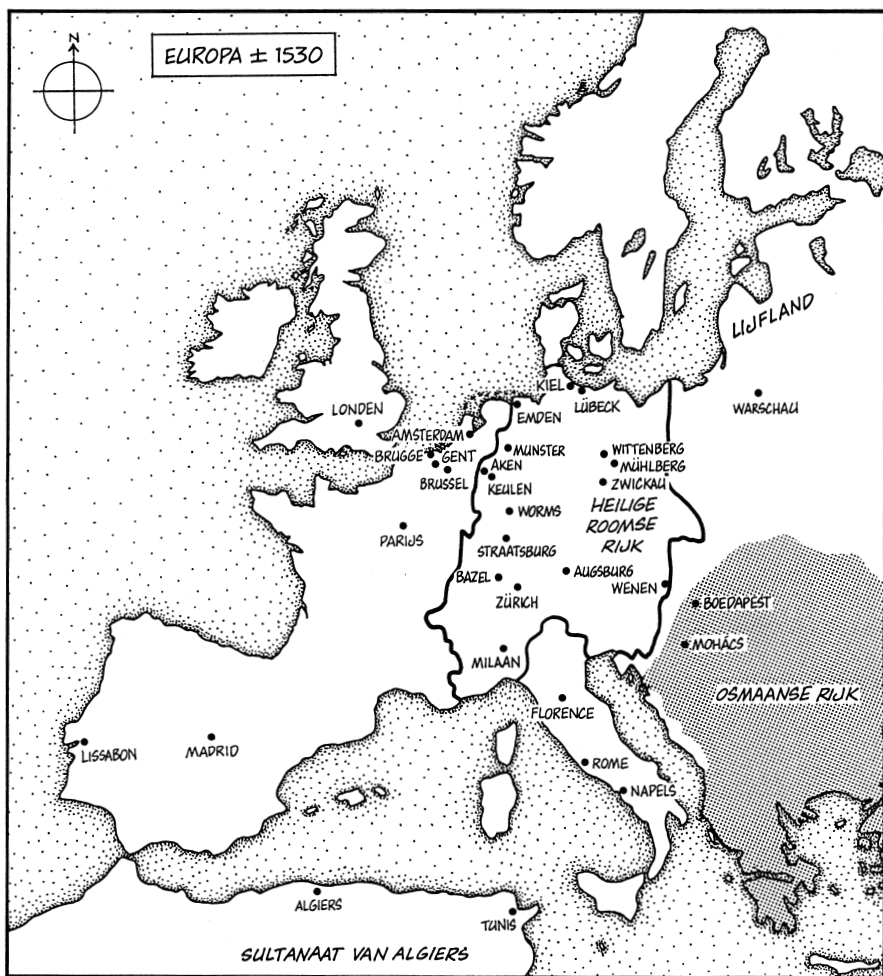 N
EUROPA ± 1530
LIJFLAND
KIEL
LÜBECK
WARSCHAU
EMDEN
LONDEN
AMSTERDAM
MUNSTER
WITTENBERG
BRUGGE
GENT
MÜHLBERG
AKEN
BRUSSEL
KEULEN
ZWICKAU
HEILIGE
ROOMSE
RIJK
WORMS
PARIJS
STRAATSBURG
BAZEL
AUGSBURG
ZÜRICH
WENEN
BOEDAPEST
MOHÁCS
MILAAN
OSMAANSE RIJK
FLORENCE
LISSABON
MADRID
ROME
NAPELS
ALGIERS
TUNIS
SULTANAAT VAN ALGIERS